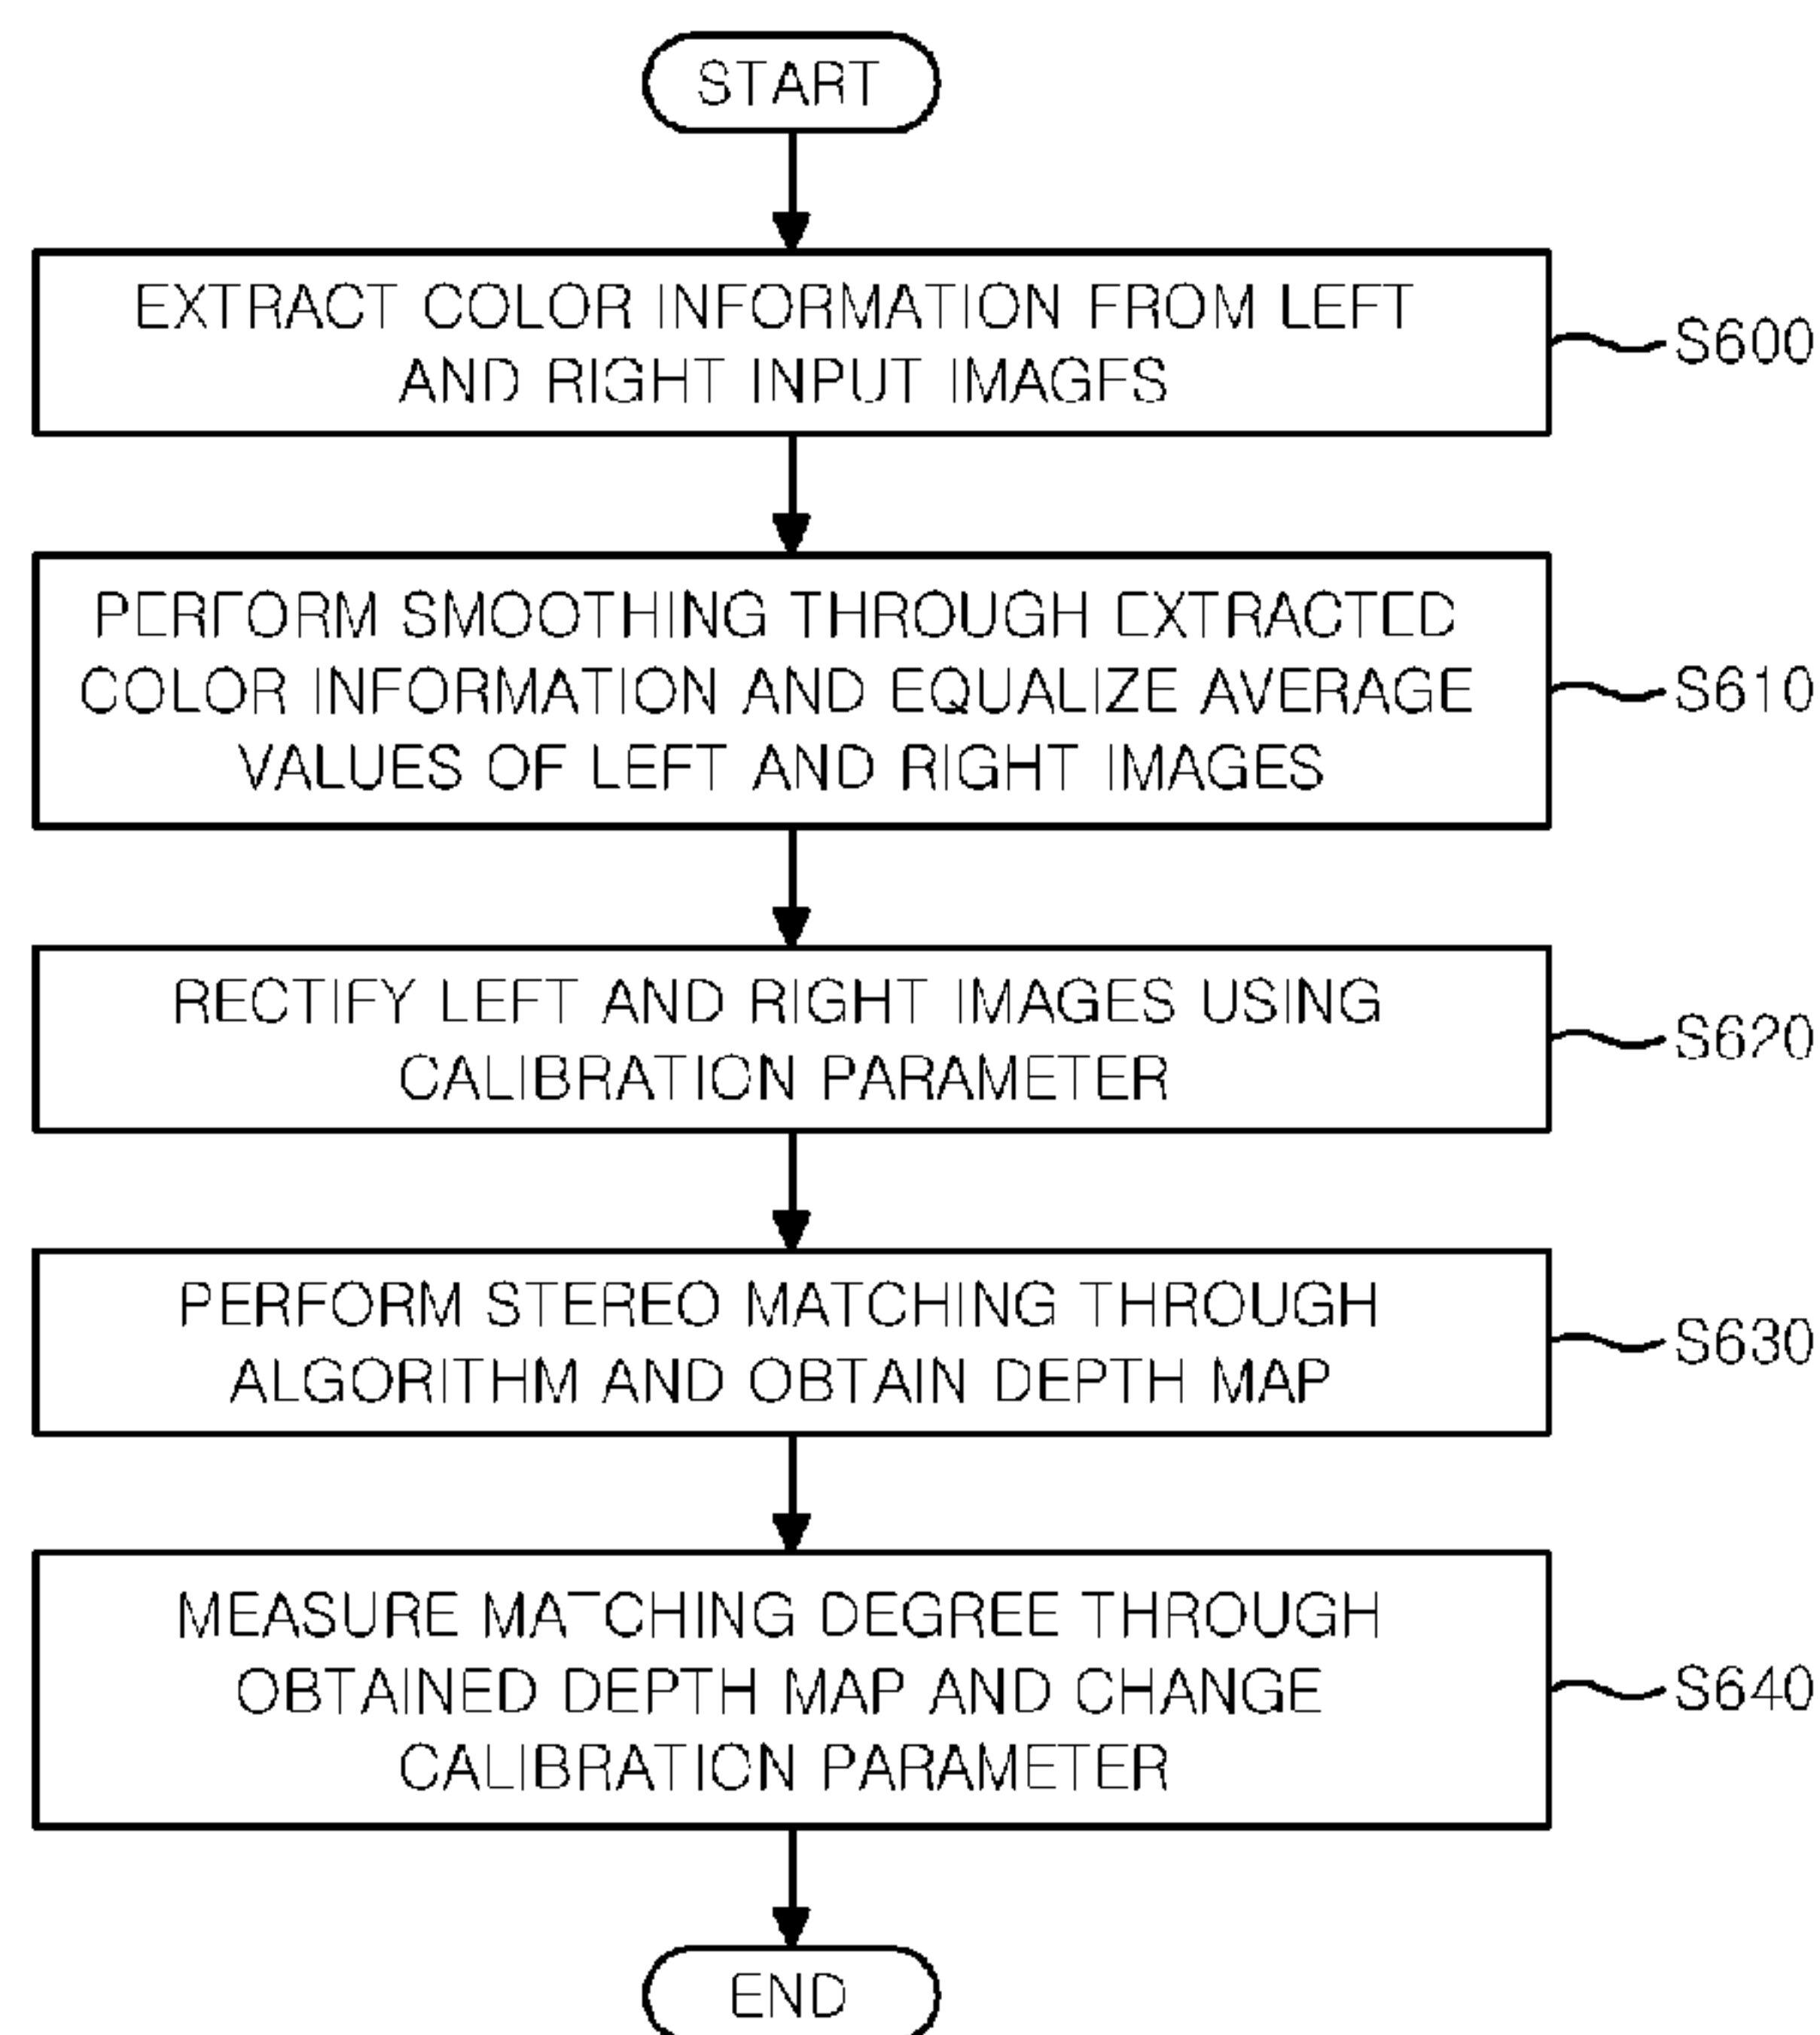 START
EXTRACT COLOR INFORMATION FROM LEFT
AND RIGHT INPUT IMAGES
S600
PERFORM SMOOTHING THROUGH EXTRACTED
COLOR INFORMATION AND EQUALIZE AVERAGE
VALUES OF LEFT AND RIGHT IMAGES
S610
RECTIFY LEFT AND RIGHT IMAGES USING
CALIBRATION PARAMETER
S620
PERFORM STEREO MATCHING THROUGH
ALGORITHM AND OBTAIN DEPTH MAP
S630
MEASURE MATCHING DEGREE THROUGH
OBTAINED DEPTH MAP AND CHANGE
CALIBRATION PARAMETER
S640
END